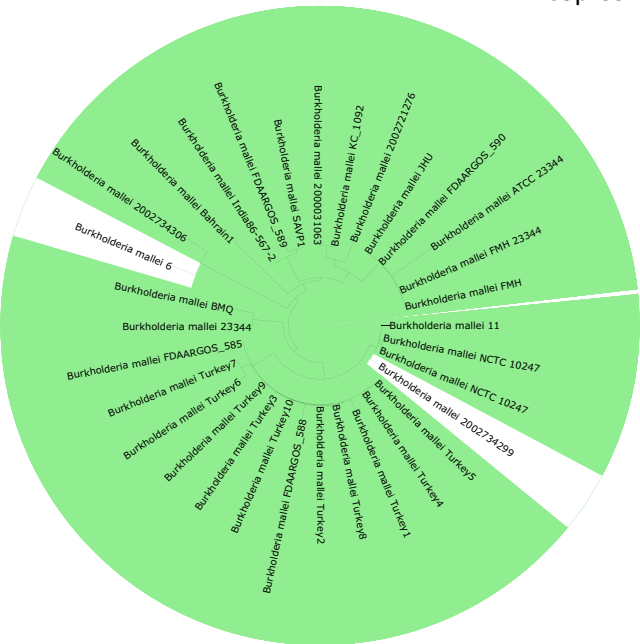 Burkholderia mallei 2002734306
Burkholderia mallei Bahrain1
Burkholderia mallei India86-567-2
Burkholderia mallei FDAARGOS_589
Burkholderia mallei SAVP1
Burkholderia mallei 2000031063
Burkholderia mallei KC_1092
Burkholderia mallei 2002721276
Burkholderia mallei JHU
Burkholderia mallei FDAARGOS_590
Burkholderia mallei ATCC 23344
Burkholderia mallei FMH 23344
Burkholderia mallei FMH
Burkholderia mallei 11
Burkholderia mallei NCTC 10247
Burkholderia mallei NCTC 10247
Burkholderia mallei 2002734299
Burkholderia mallei Turkey5
Burkholderia mallei Turkey4
Burkholderia mallei Turkey1
Burkholderia mallei Turkey8
Burkholderia mallei Turkey2
Burkholderia mallei FDAARGOS_588
Burkholderia mallei Turkey10
Burkholderia mallei Turkey3
Burkholderia mallei Turkey9
Burkholderia mallei Turkey6
Burkholderia mallei Turkey7
Burkholderia mallei FDAARGOS_585
Burkholderia mallei 23344
Burkholderia mallei BMQ
Burkholderia mallei 6